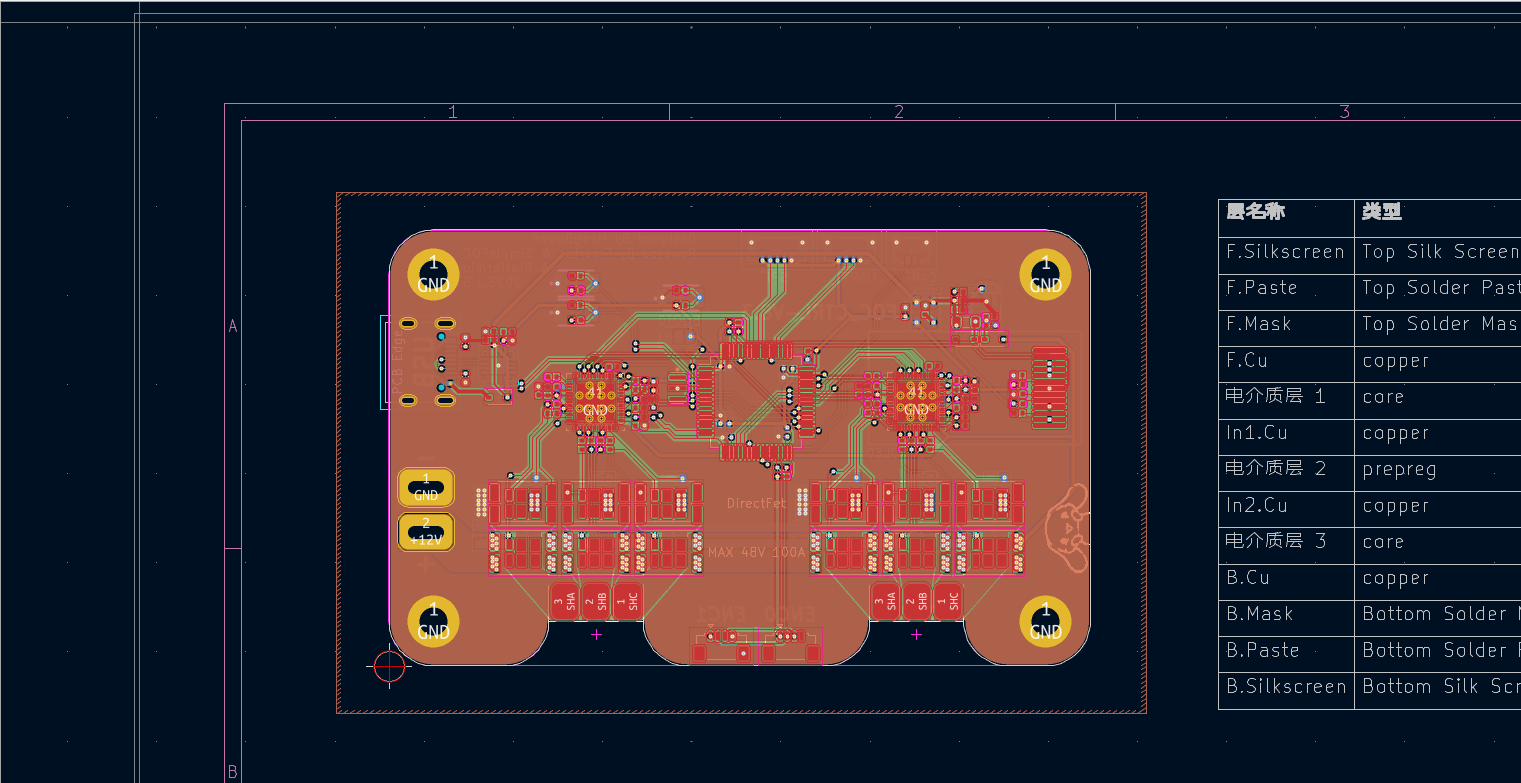 1
2
3
层名称 类型
F.Silkscreen Top Silk Screen
F.Paste Top Solder Past
A
F.Mask Top Solder Mas
F.Cu copper
电介质层 1 core
In1.Cu copper
电介质层 2 prepreg
In2.Cu copper
电介质层 3 core
B.Cu copper
B.Mask Bottom Solder
B.Paste Bottom Solder
B.Silkscreen Bottom Silk Scr
B
1
GND
1
GND
PCB Edge
41
GND
41
GND
1
GND
2
+12V
DirectFet
MAX 48V 100A
3 SHA
2 SHB
1 SHC
3 SHA
2 SHB
1 SHC
ENC1 ENC0
1
GND
1
GND